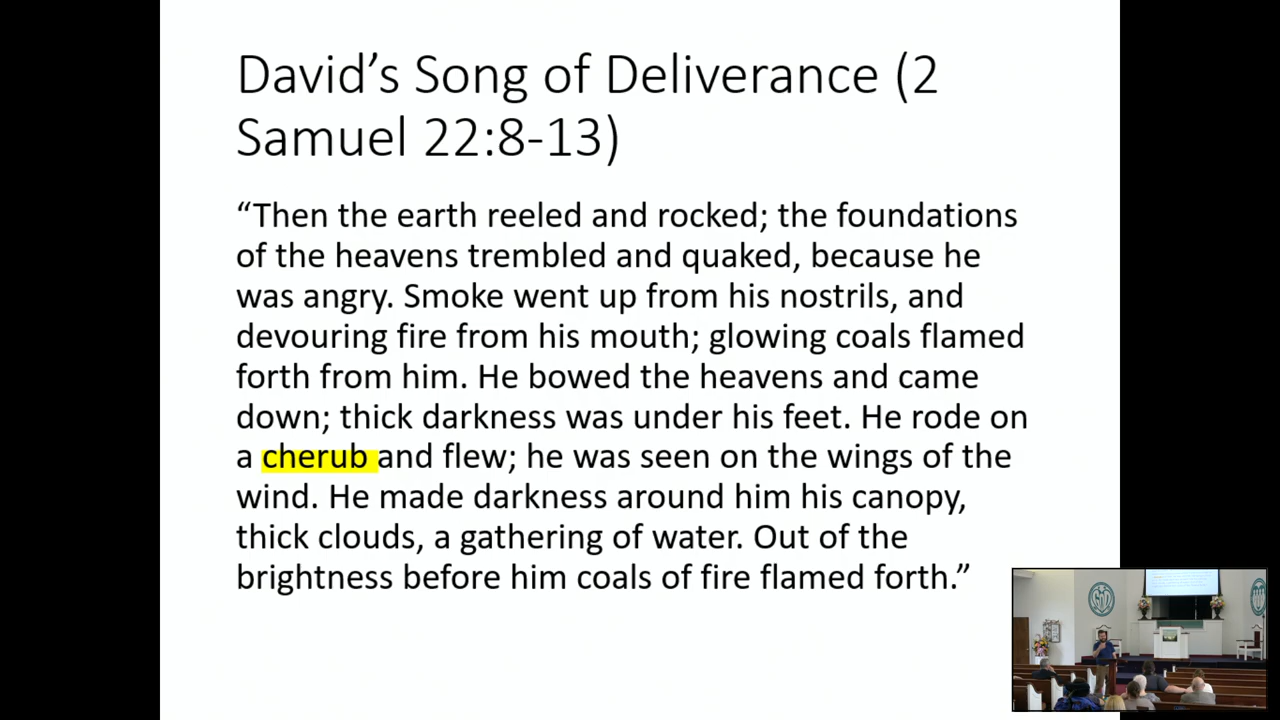 David’s Song of Deliverance (2
Samuel 22:8-13)
“Then the earth reeled and rocked; the foundations
of the heavens trembled and quaked, because he
was angry. Smoke went up from his nostrils, and
devouring fire from his mouth; glowing coals flamed
forth from him. He bowed the heavens and came
down; thick darkness was under his feet. He rode on
a cherub and flew; he was seen on the wings of the
wind. He made darkness around him his canopy,
thick clouds, a gathering of water. Out of the
brightness before him coals of fire flamed forth.”